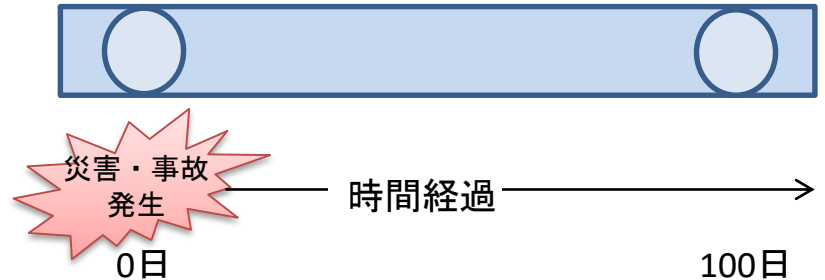 災害・事故
発生
時間経過
0日
100日